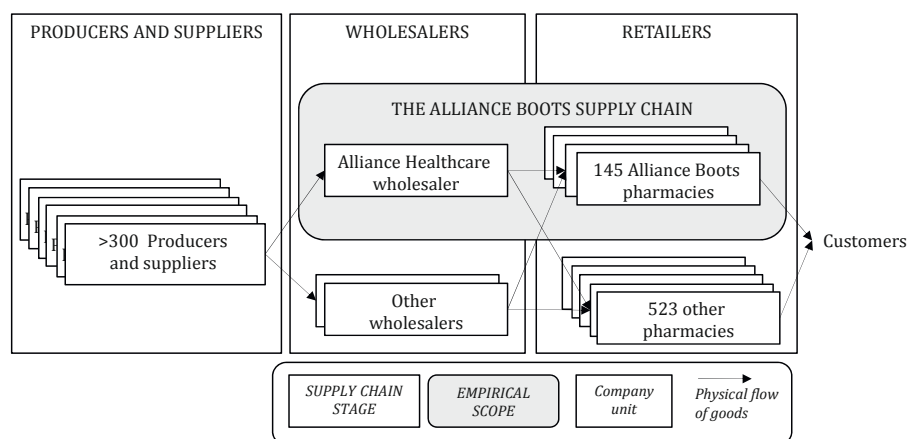 PRODUCERS AND SUPPLIERS
WHOLESALERS
RETAILERS
THE ALLIANCE BOOTS SUPPLY CHAIN
Alliance Healthcare
wholesaler
145 Alliance Boots
pharmacies
>300 Producers
and suppliers
Customers
Other
wholesalers
523 other
pharmacies
SUPPLY CHAIN
STAGE
EMPIRICAL
SCOPE
Company
unit
Physical flow
of goods